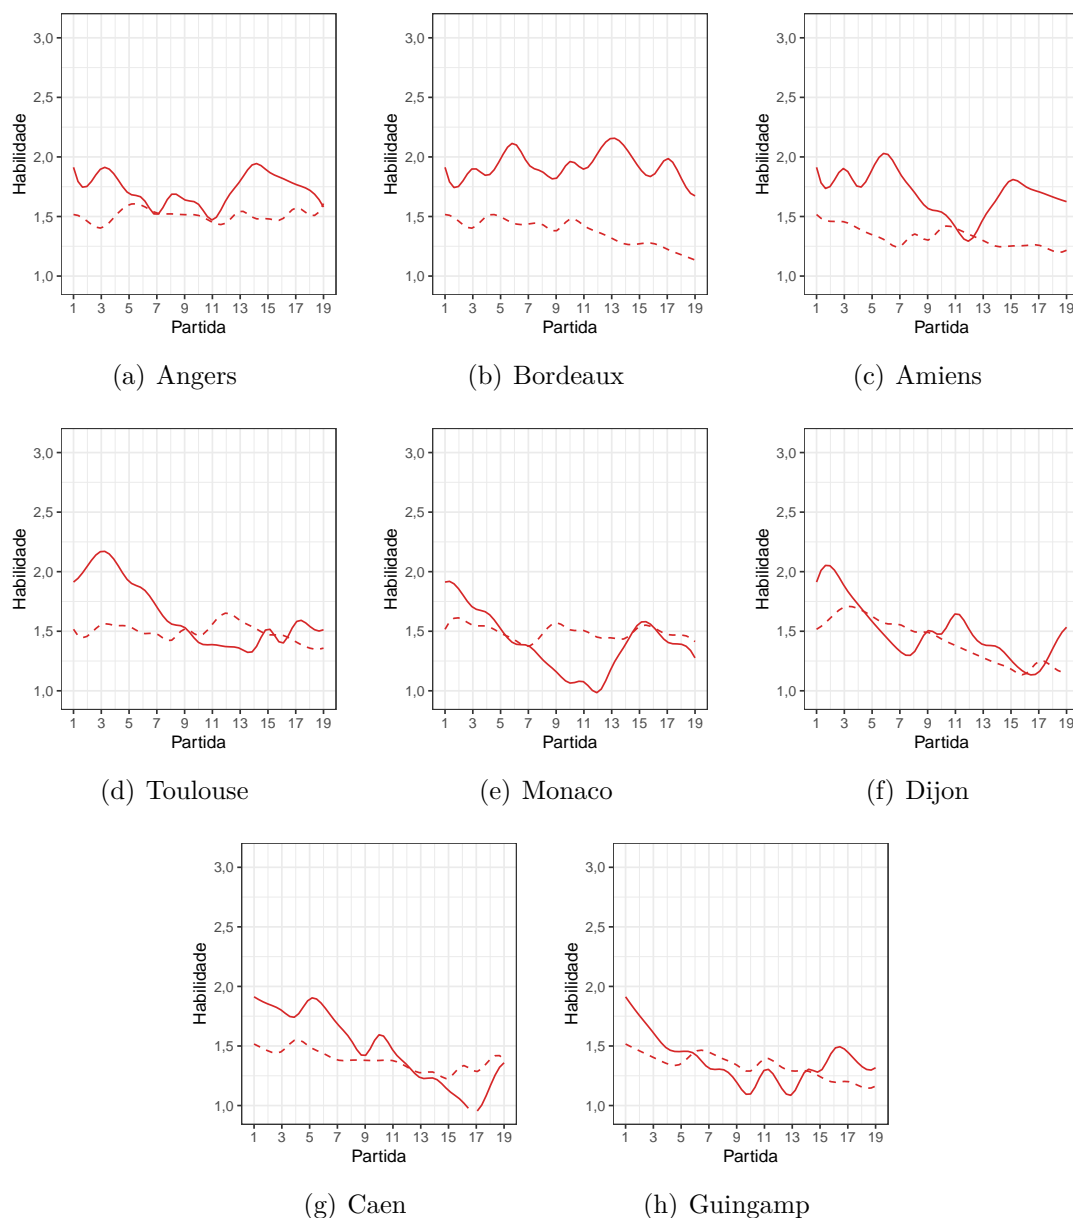 3,0 3,0 3,0
2,5 2,5 2,5
2,0 2,0 2,0
1,5 1,5 1,5
1,0 1,0 1,0
Habilidade Habilidade Habilidade
1 3 5 7 9 11 13 15 17 19 1 3 5 7 9 11 13 15 17 19 1 3 5 7 9 11 13 15 17 19
Partida Partida Partida
(a) Angers (b) Bordeaux (c) Amiens
3,0 3,0 3,0
2,5 2,5 2,5
2,0 2,0 2,0
1,5 1,5 1,5
1,0 1,0 1,0
Habilidade Habilidade Habilidade
1 3 5 7 9 11 13 15 17 19 1 3 5 7 9 11 13 15 17 19 1 3 5 7 9 11 13 15 17 19
Partida Partida Partida
(d) Toulouse (e) Monaco (f) Dijon
3,0 3,0
2,5 2,5
2,0 2,0
1,5 1,5
1,0 1,0
Habilidade Habilidade
1 3 5 7 9 11 13 15 17 19 1 3 5 7 9 11 13 15 17 19
Partida Partida
(g) Caen (h) Guingamp